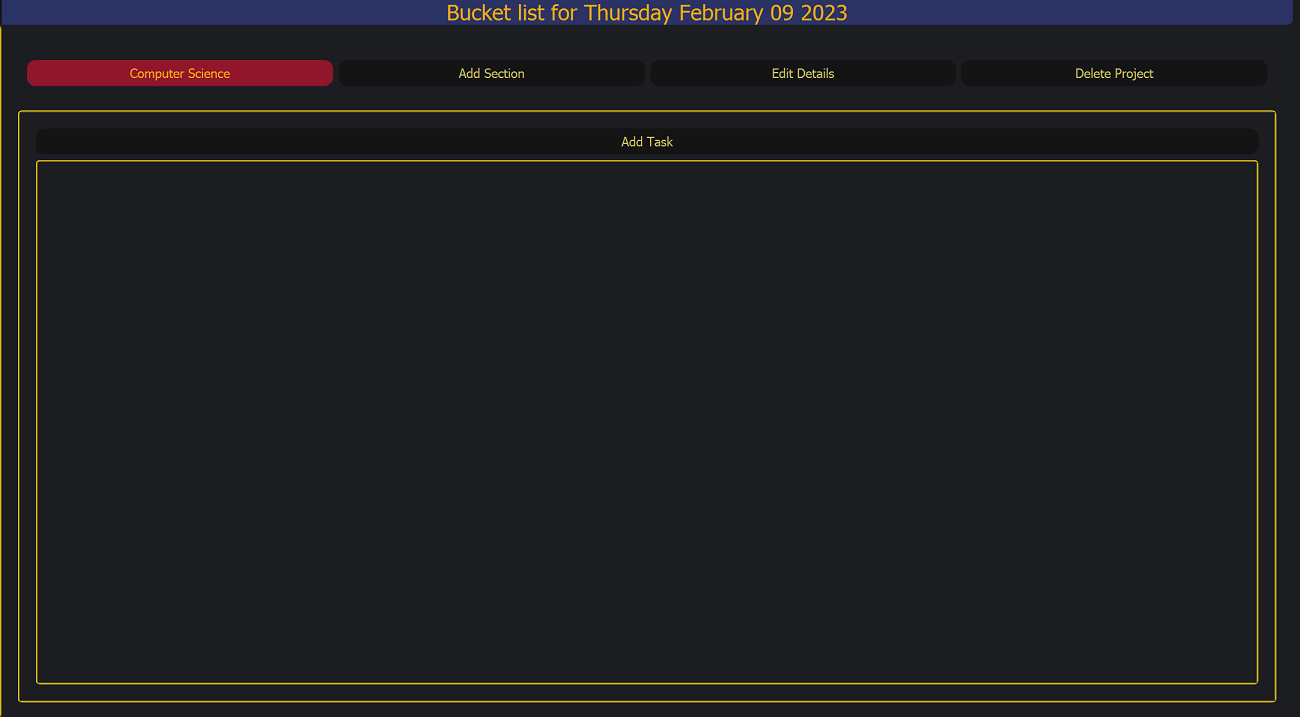 Bucket list for Thursday February 09 2023
Computer Science
Add Section
Edit Details
Delete Project
Add Task